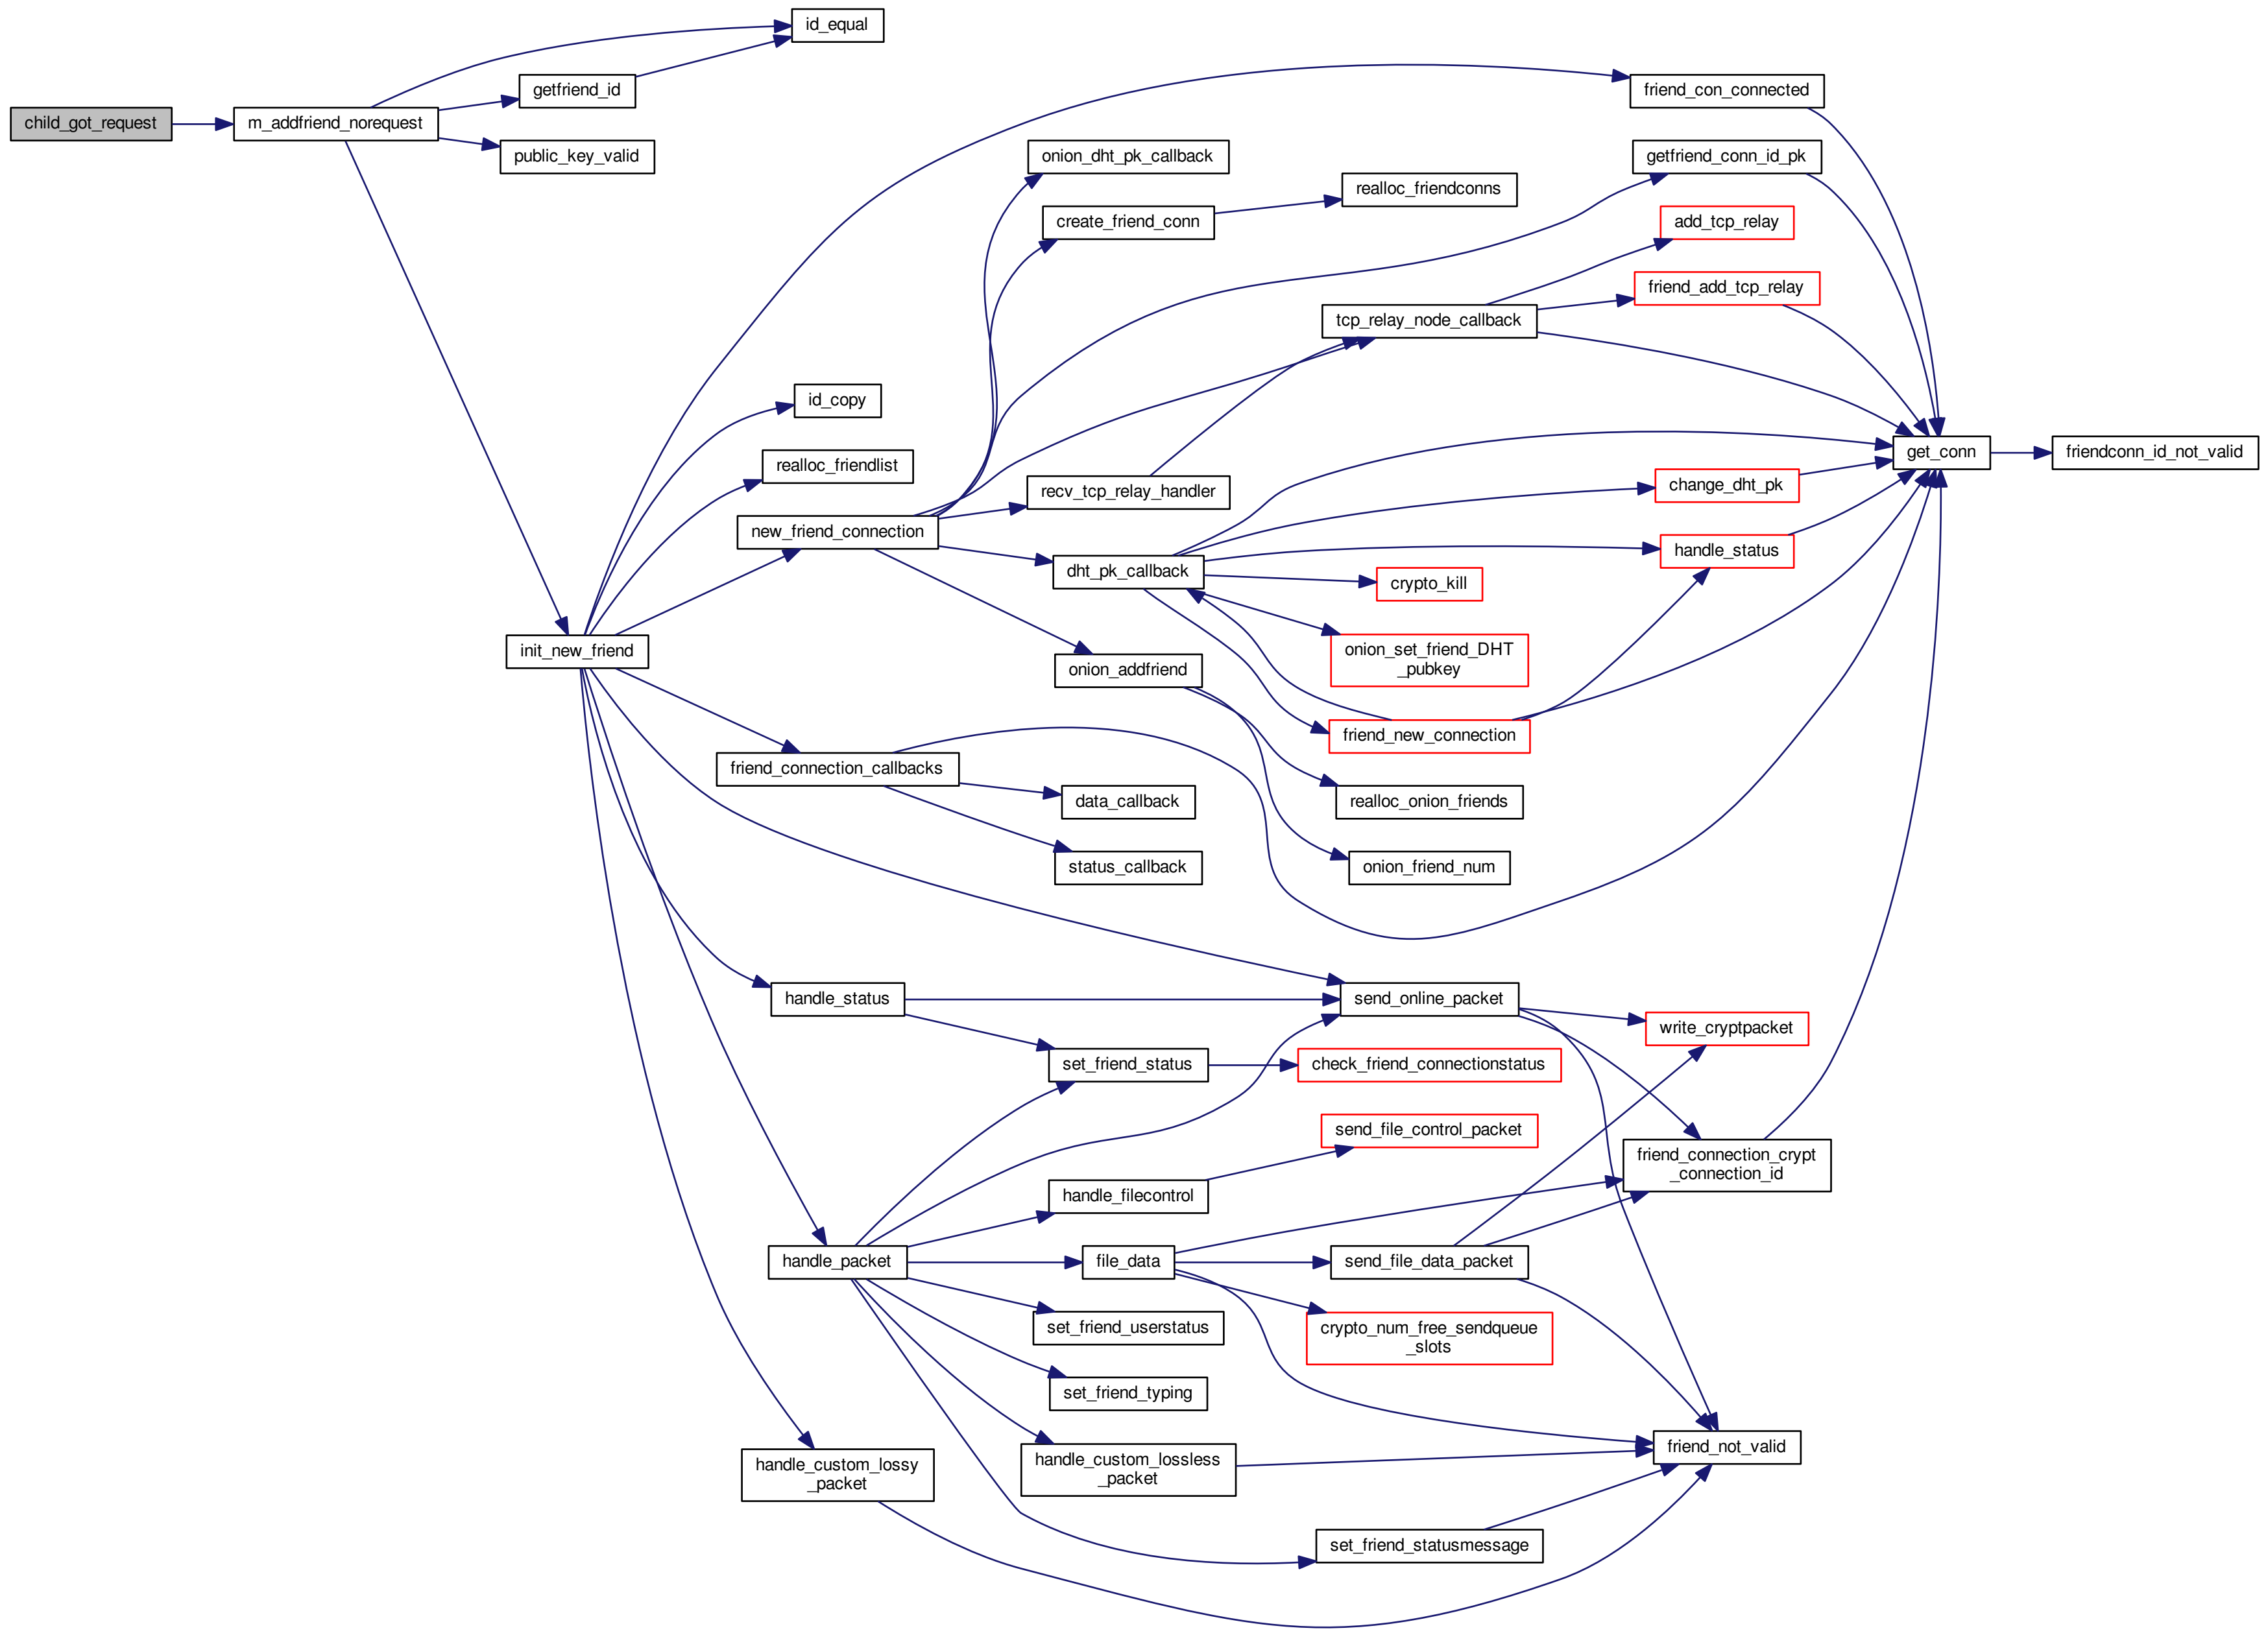 id_equal
friend_con_connected
getfriend_id
child_got_request
m_addfriend_norequest
public_key_valid
onion_dht_pk_callback
getfriend_conn_id_pk
realloc_friendconns
create_friend_conn
add_tcp_relay
friend_add_tcp_relay
tcp_relay_node_callback
id_copy
get_conn
friendconn_id_not_valid
realloc_friendlist
change_dht_pk
recv_tcp_relay_handler
new_friend_connection
handle_status
dht_pk_callback
crypto_kill
onion_set_friend_DHT
_pubkey
init_new_friend
onion_addfriend
friend_new_connection
friend_connection_callbacks
data_callback
realloc_onion_friends
status_callback
onion_friend_num
handle_status
send_online_packet
write_cryptpacket
set_friend_status
check_friend_connectionstatus
send_file_control_packet
friend_connection_crypt
_connection_id
handle_filecontrol
handle_packet
file_data
send_file_data_packet
set_friend_userstatus
crypto_num_free_sendqueue
_slots
set_friend_typing
friend_not_valid
handle_custom_lossless
_packet
handle_custom_lossy
_packet
set_friend_statusmessage